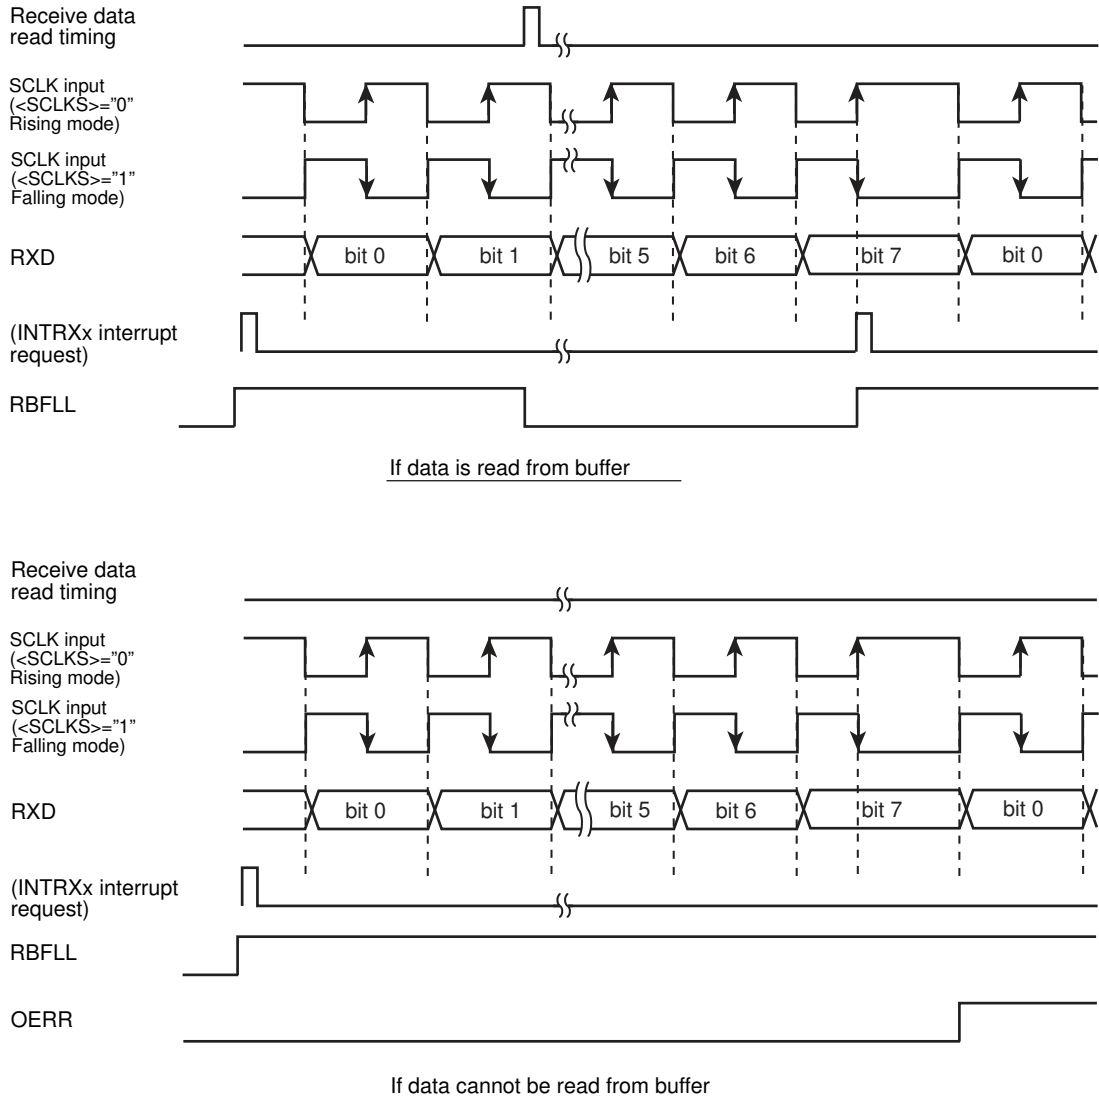 Receive data
read timing
SCLK input
(<SCLKS>="0"
Rising mode)
SCLK input
(<SCLKS>="1"
Falling mode)
RXD
bit 0
bit 1
bit 5
bit 6
bit 7
bit 0
(INTRXx interrupt
request)
RBFLL
If data is read from buffer
Receive data
read timing
SCLK input
(<SCLKS>="0"
Rising mode)
SCLK input
(<SCLKS>="1"
Falling mode)
RXD
bit 0
bit 1
bit 5
bit 6
bit 7
bit 0
(INTRXx interrupt
request)
RBFLL
OERR
If data cannot be read from buffer